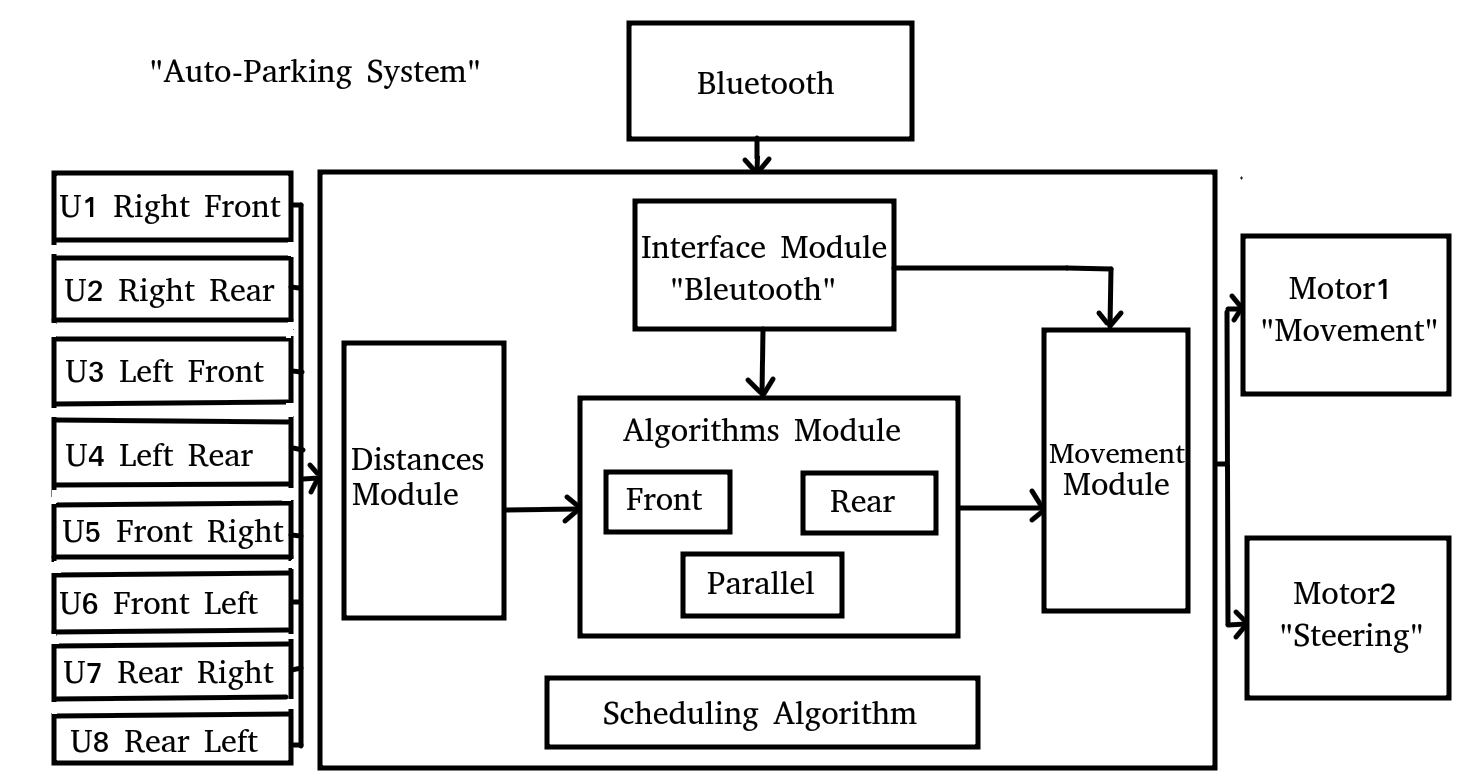 "Auto-Parking System"
Bluetooth
U1 Right Front
U2 Right Rear
U3 Left Front
U4 Left Rear
U5 Front Right
U6 Front Left
U7 Rear Right
U8 Rear Left
Interface Module
"Bleutooth"
Distances
Module
Algorithms Module
Front
Rear
Parallel
Movement
Module
Scheduling Algorithm
Motor1
"Movement"
Motor2
"Steering"